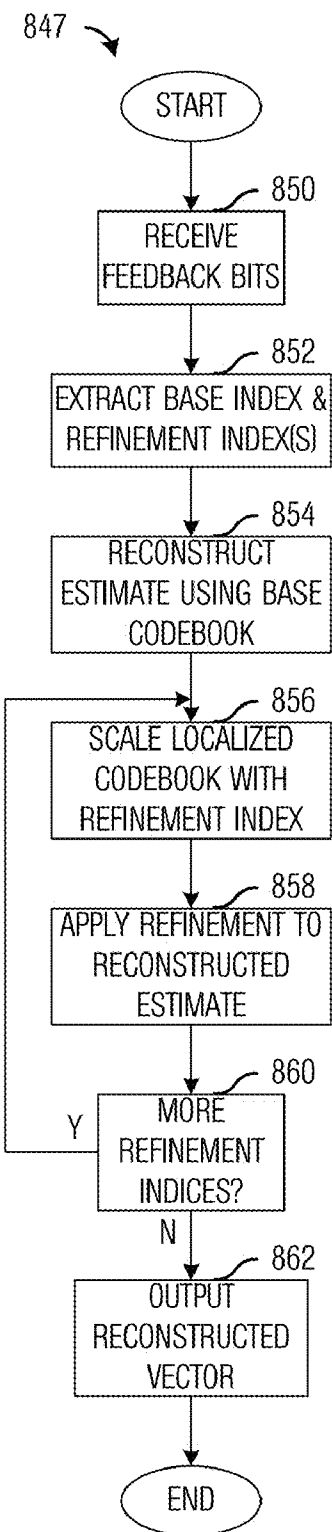 847
START
850
RECEIVE
FEEDBACK BITS
852
EXTRACT BASE INDEX &
REFINEMENT INDEX(S)
854
RECONSTRUCT
ESTIMATE USING BASE
CODEBOOK
856
SCALE LOCALIZED
CODEBOOK WITH
REFINEMENT INDEX
858
APPLY REFINEMENT TO
RECONSTRUCTED
ESTIMATE
860
MORE
REFINEMENT
INDICES?
Y
N
862
OUTPUT
RECONSTRUCTED
VECTOR
END